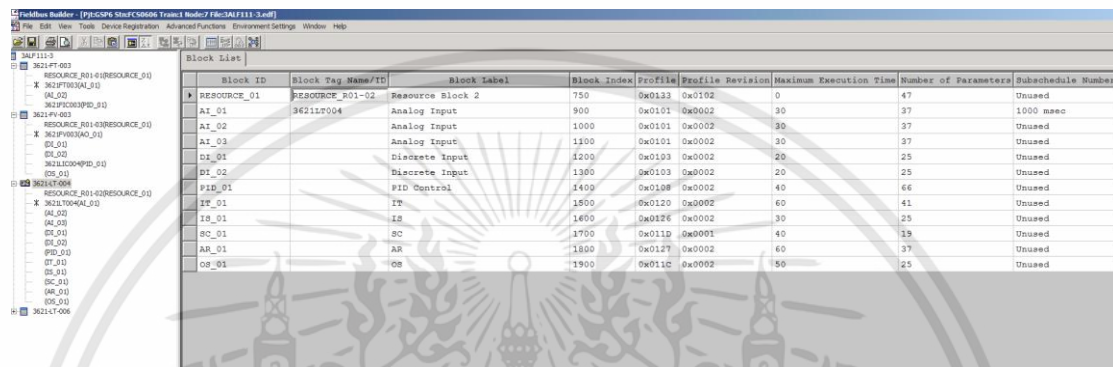 Fieldbus Builder - [Pjt:GSP6 Stn:FCS0606 Train:1 Node:7 File:3ALF111-3.edf]
File Edit View Tools Device Registration Advanced Functions Environment Settings Window Help
3ALF111-3
3621-FT-003
RESOURCE_R01-01(RESOURCE_01)
3621FT003(AI_01)
(AI_02)
3621FIC003(PID_01)
3621-FV-003
RESOURCE_R01-03(RESOURCE_01)
3621FV003(AO_01)
(DI_01)
(DI_02)
3621LIC004(PID_01)
(OS_01)
3621-LT-004
RESOURCE_R01-02(RESOURCE_01)
3621LT004(AI_01)
(AI_02)
(AI_03)
(DI_01)
(DI_02)
(PID_01)
(IT_01)
(IS_01)
(SC_01)
(AR_01)
(OS_01)
3621-LT-006
Block List
Block ID Block Tag Name/ID Block Label Block Index Profile Profile Revision Maximum Execution Time Number of Parameters Subschedule Number
RESOURCE_01 RESOURCE_R01-02 Resource Block 2 750 0x0133 0x0102 0 47 Unused
AI_01 3621LT004 Analog Input 900 0x0101 0x0002 30 37 1000 msec
AI_02 Analog Input 1000 0x0101 0x0002 30 37 Unused
AI_03 Analog Input 1100 0x0101 0x0002 30 37 Unused
DI_01 Discrete Input 1200 0x0103 0x0002 20 25 Unused
DI_02 Discrete Input 1300 0x0103 0x0002 20 25 Unused
PID_01 PID Control 1400 0x0108 0x0002 40 66 Unused
IT_01 IT 1500 0x0120 0x0002 60 41 Unused
IS_01 IS 1600 0x0126 0x0002 30 25 Unused
SC_01 SC 1700 0x011D 0x0001 40 19 Unused
AR_01 AR 1800 0x0127 0x0002 60 37 Unused
OS_01 OS 1900 0x011C 0x0002 50 25 Unused